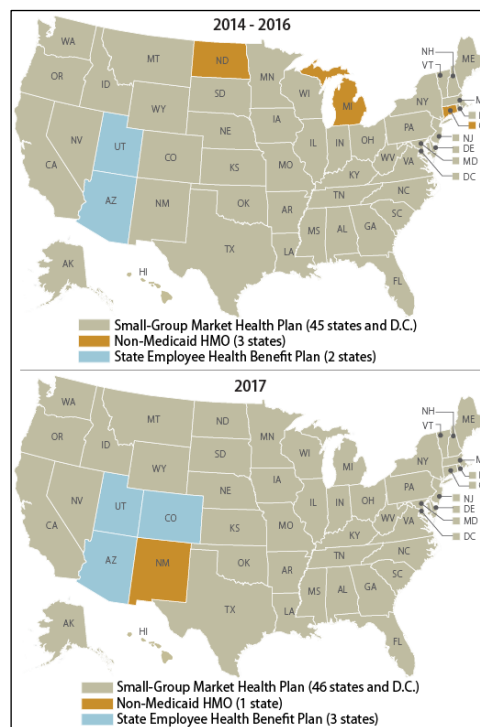 2014 - 2016
WA
MT
ND
MN
ME
NH
VT
OR
ID
SD
WI
MI
NY
WY
IA
PA
NJ
NE
NV
UT
IL
IN
OH
DE
MD
CO
WV
VA
DC
CA
KS
MO
KY
NC
TN
AZ
NM
OK
AR
SC
MS
AL
GA
TX
LA
AK
HI
FL
Small-Group Market Health Plan (45 states and D.C.)
Non-Medicaid HMO (3 states)
State Employee Health Benefit Plan (2 states)
2017
WA
MT
ND
MN
ME
NH
VT
OR
ID
SD
WI
MI
NY
WY
IA
PA
NJ
NE
NV
UT
IL
IN
OH
DE
MD
CO
WV
VA
DC
CA
KS
MO
KY
NC
TN
AZ
NM
OK
AR
SC
MS
AL
GA
TX
LA
AK
HI
FL
Small-Group Market Health Plan (46 states and D.C.)
Non-Medicaid HMO (1 state)
State Employee Health Benefit Plan (3 states)